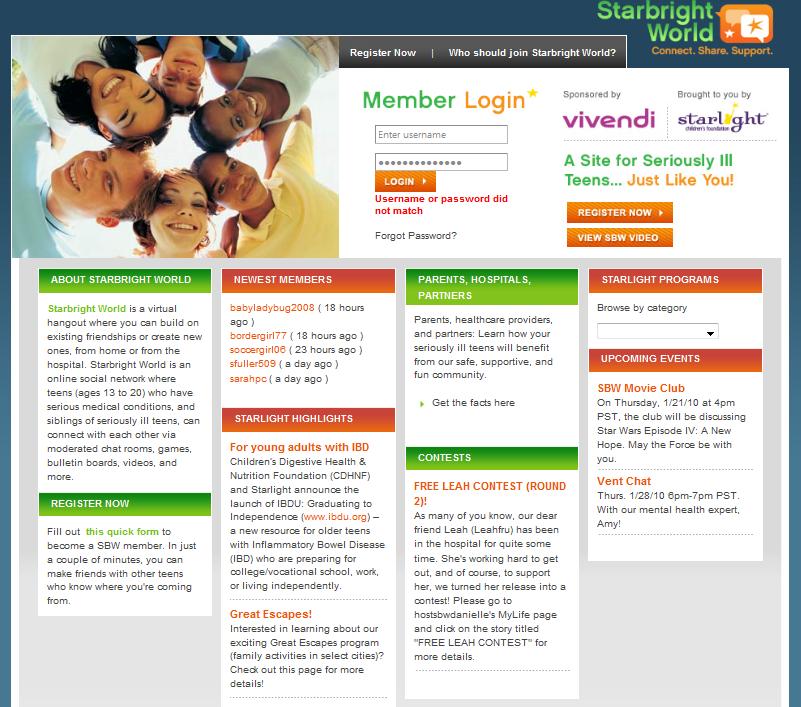 Starbright
World
Connect. Share. Support.
Register Now | Who should join Starbright World?
Member Login
Enter username
LOGIN
Username or password did
not match
Forgot Password?
Sponsored by
vivendi
Brought to you by
starlight
children's foundation
A Site for Seriously Ill
Teens... Just Like You!
REGISTER NOW
VIEW SBW VIDEO
ABOUT STARBRIGHT WORLD
Starbright World is a virtual
hangout where you can build on
existing friendships or create new
ones, from home or from the
hospital. Starbright World is an
online social network where
teens (ages 13 to 20) who have
serious medical conditions, and
siblings of seriously ill teens, can
connect with each other via
moderated chat rooms, games,
bulletin boards, videos, and
more.
REGISTER NOW
Fill out this quick form to
become a SBW member. In just
a couple of minutes, you can
make friends with other teens
who know where you're coming
from.
NEWEST MEMBERS
babyladybug2008 ( 18 hours
ago )
bordergirl77 ( 18 hours ago )
soccergirl06 ( 23 hours ago )
sfuller509 ( a day ago )
sarahpc ( a day ago )
STARLIGHT HIGHLIGHTS
For young adults with IBD
Children's Digestive Health &
Nutrition Foundation (CDHNF)
and Starlight announce the
launch of IBDU: Graduating to
Independence (www.ibdu.org) –
a new resource for older teens
with Inflammatory Bowel Disease
(IBD) who are preparing for
college/vocational school, work,
or living independently.
Great Escapes!
Interested in learning about our
exciting Great Escapes program
(family activities in select cities)?
Check out this page for more
details!
PARENTS, HOSPITALS,
PARTNERS
Parents, healthcare providers,
and partners: Learn how your
seriously ill teens will benefit
from our safe, supportive, and
fun community.
Get the facts here
CONTESTS
FREE LEAH CONTEST (ROUND
2)!
As many of you know, our dear
friend Leah (Leahfru) has been
in the hospital for quite some
time. She's working hard to get
out, and of course, to support
her, we turned her release into a
contest! Please go to
hostsbwdanielle's MyLife page
and click on the story titled
"FREE LEAH CONTEST" for
more details.
STARLIGHT PROGRAMS
Browse by category
UPCOMING EVENTS
SBW Movie Club
On Thursday, 1/21/10 at 4pm
PST, the club will be discussing
Star Wars Episode IV: A New
Hope. May the Force be with
you.
Vent Chat
Thurs. 1/28/10 6pm-7pm PST.
With our mental health expert,
Amy!